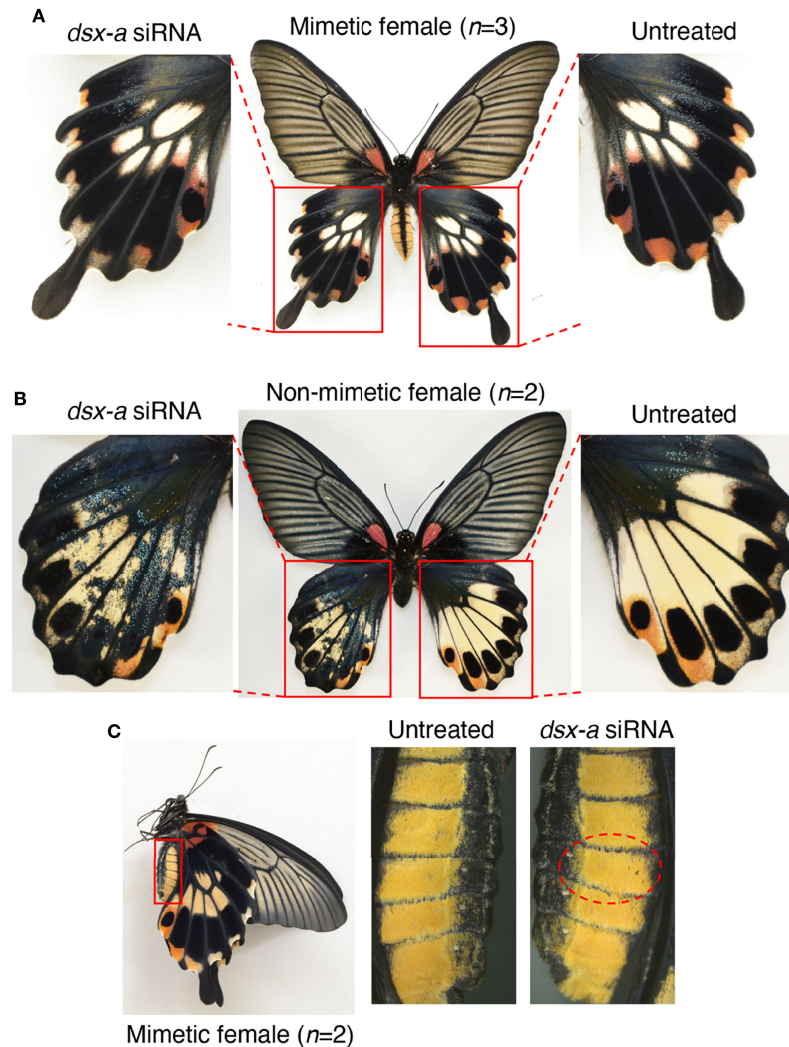 A
dsx-a siRNA
Mimetic female (n=3)
Untreated
B
dsx-a siRNA
Non-mimetic female (n=2)
Untreated
C
Untreated
dsx-a siRNA
Mimetic female (n=2)